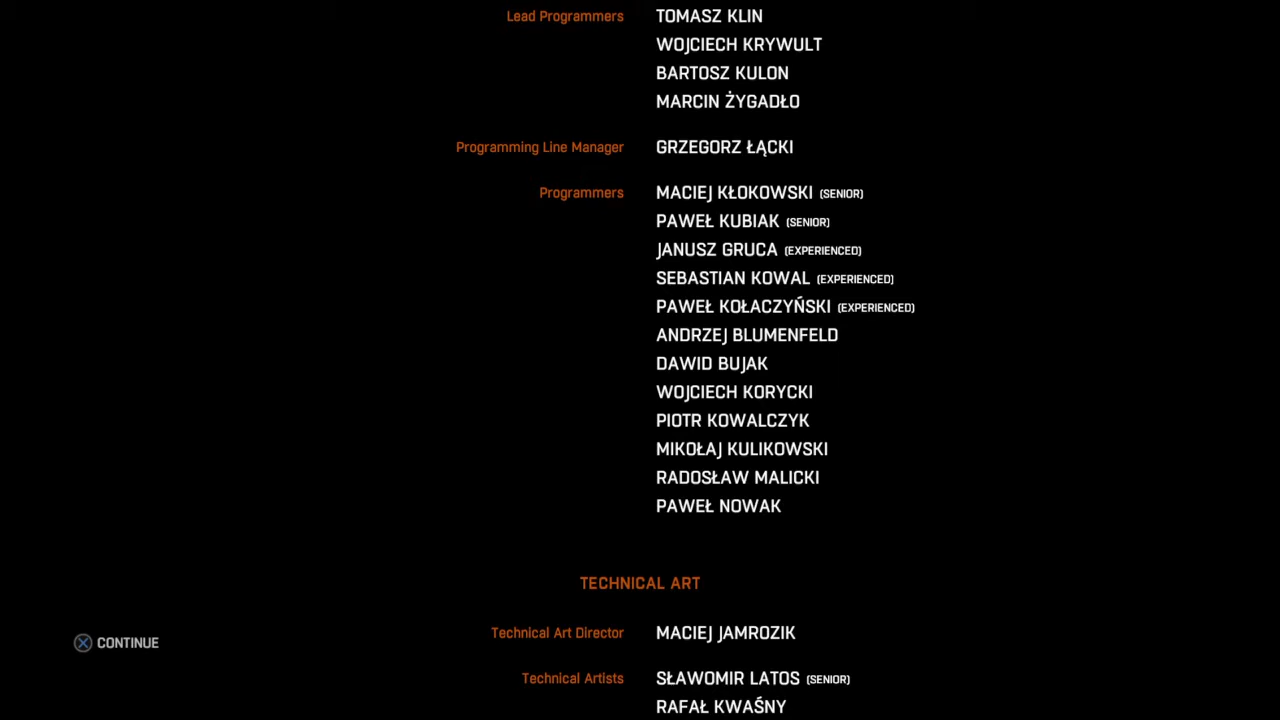 Lead Programmers TOMASZ KLIN
WOJCIECH KRYWULT
BARTOSZ KULON
MARCIN ŻYGADŁO
Programming Line Manager GRZEGORZ ŁĄCKI
Programmers MACIEJ KŁOKOWSKI (SENIOR)
PAWEŁ KUBIAK (SENIOR)
JANUSZ GRUCA (EXPERIENCED)
SEBASTIAN KOWAL (EXPERIENCED)
PAWEŁ KOŁACZYŃSKI (EXPERIENCED)
ANDRZEJ BLUMENFELD
DAWID BUJAK
WOJCIECH KORYCKI
PIOTR KOWALCZYK
MIKOŁAJ KULIKOWSKI
RADOSŁAW MALICKI
PAWEŁ NOWAK
TECHNICAL ART
Technical Art Director MACIEJ JAMROZIK
CONTINUE
Technical Artists SŁAWOMIR LATOS (SENIOR)
RAFAŁ KWAŚNY